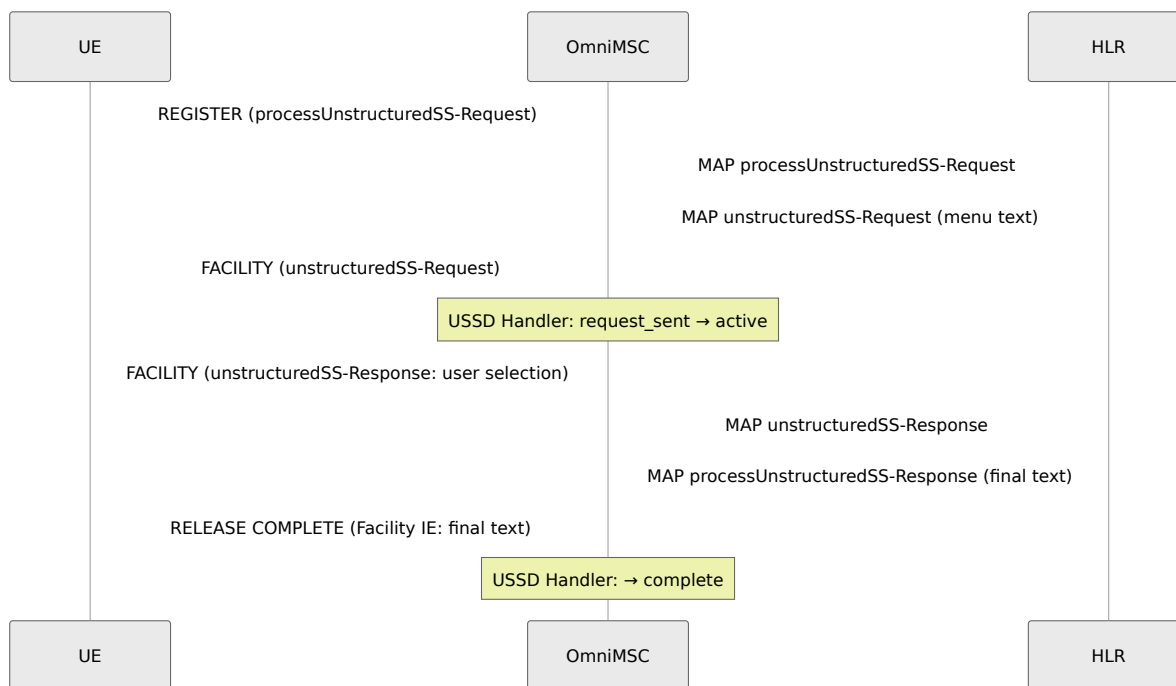 UE
OmniMSC
HLR
REGISTER (processUnstructuredSS-Request)
MAP processUnstructuredSS-Request
MAP unstructuredSS-Request (menu text)
FACILITY (unstructuredSS-Request)
USSD Handler: request_sent → active
FACILITY (unstructuredSS-Response: user selection)
MAP unstructuredSS-Response
MAP processUnstructuredSS-Response (final text)
RELEASE COMPLETE (Facility IE: final text)
USSD Handler: → complete
UE
OmniMSC
HLR